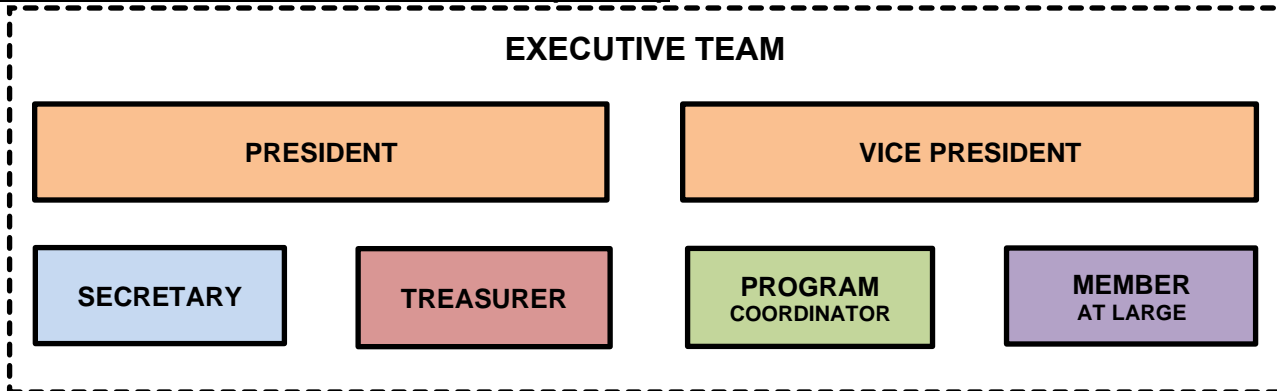 EXECUTIVE TEAM
PRESIDENT
VICE PRESIDENT
SECRETARY
TREASURER
PROGRAM
COORDINATOR
MEMBER
AT LARGE